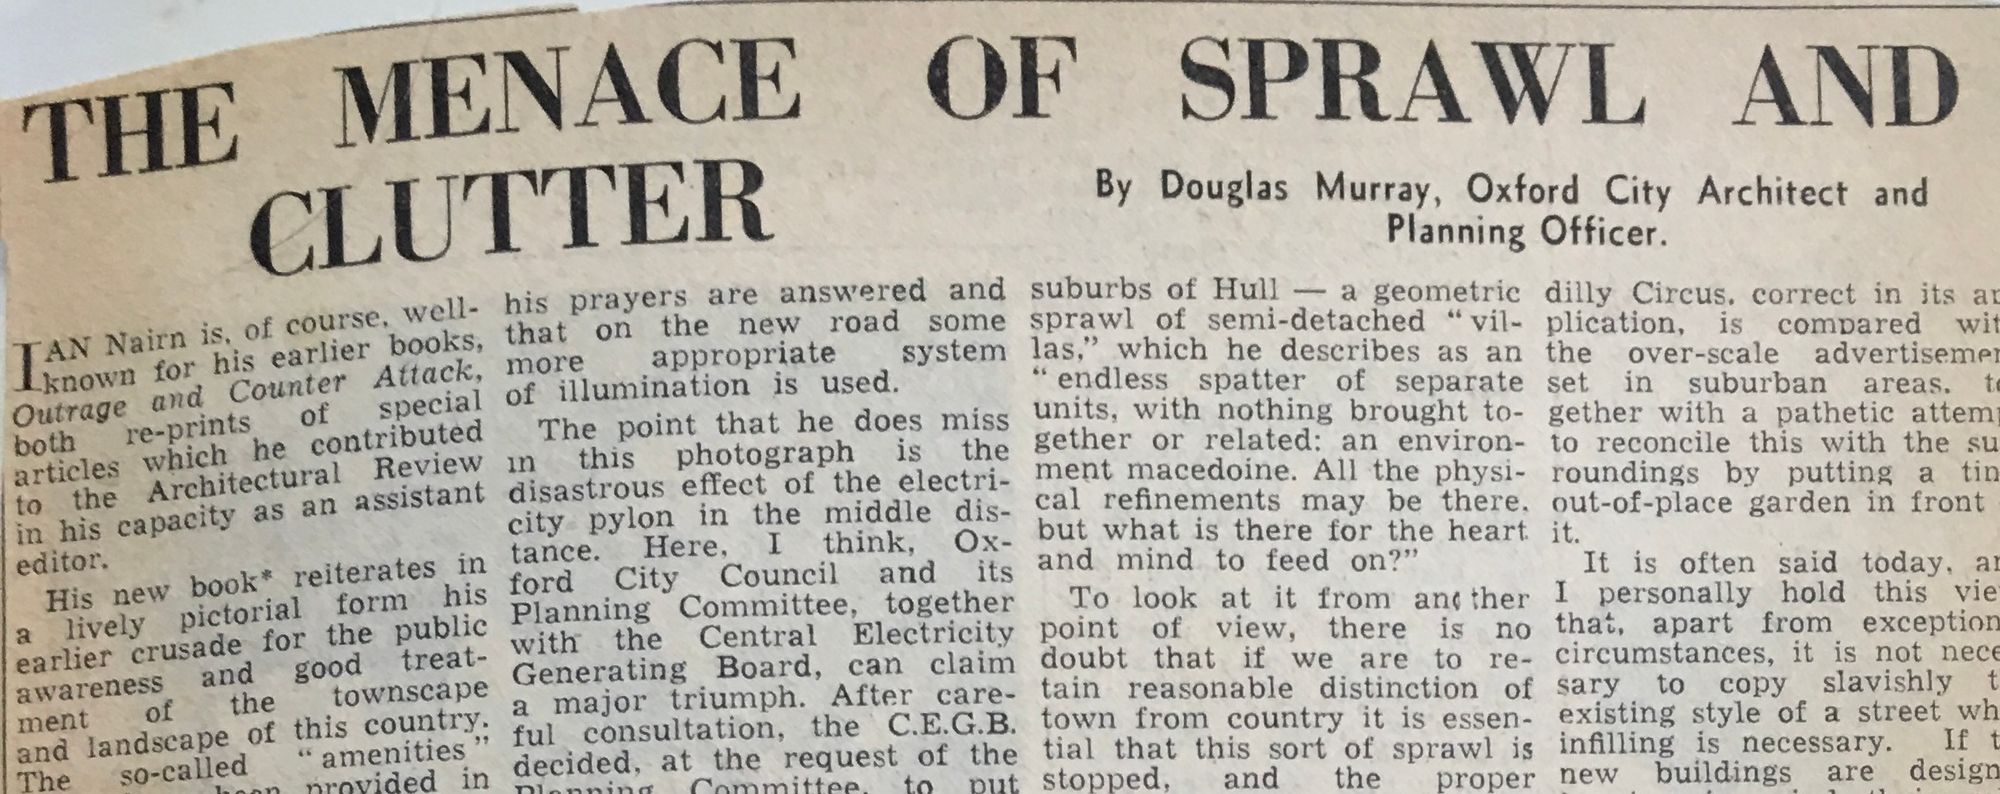 THE MENACE OF SPRAWL AND
CLUTTER
By Douglas Murray, Oxford City Architect and
Planning Officer.
IAN Nairn is, of course, well-
known for his earlier books,
Outrage and Counter Attack,
both re-prints of special
articles which he contributed
to the Architectural Review
in his capacity as an assistant
editor.
His new book* reiterates in
a lively pictorial form his
earlier crusade for the public
awareness and good treat-
ment of the townscape
and landscape of this country.
The so-called “amenities”
been provided in
his prayers are answered and
that on the new road some
more appropriate system
of illumination is used.
The point that he does miss
in this photograph is the
disastrous effect of the electri-
city pylon in the middle dis-
tance. Here, I think, Ox-
ford City Council and its
Planning Committee, together
with the Central Electricity
Generating Board, can claim
a major triumph. After care-
ful consultation, the C.E.G.B.
decided, at the request of the
Planning Committee, to put
suburbs of Hull — a geometric
sprawl of semi-detached “vil-
las,” which he describes as an
“endless spatter of separate
units, with nothing brought to-
gether or related: an environ-
ment macedoine. All the physi-
cal refinements may be there,
but what is there for the heart
and mind to feed on?”
To look at it from another
point of view, there is no
doubt that if we are to re-
tain reasonable distinction of
town from country it is essen-
tial that this sort of sprawl is
stopped, and the proper
dilly Circus, correct in its
plication, is compared
the over-scale
set in suburban areas,
gether with a pathetic
to reconcile this with the
roundings by putting a
out-of-place garden in front
it.
It is often said today,
I personally hold this
that, apart from
circumstances, it is not
sary to copy slavishly
existing style of a street
infilling is necessary. If
new buildings are